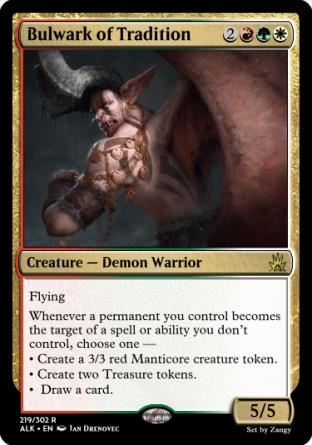 Bulwark of Tradition 2
Creature — Demon Warrior
Flying
Whenever a permanent you control becomes
the target of a spell or ability you don't
control, choose one —
• Create a 3/3 red Manticore creature token.
• Create two Treasure tokens.
• Draw a card.
5/5
219/302 R
ALK • EN Ian Drenovec
Set by Zangy